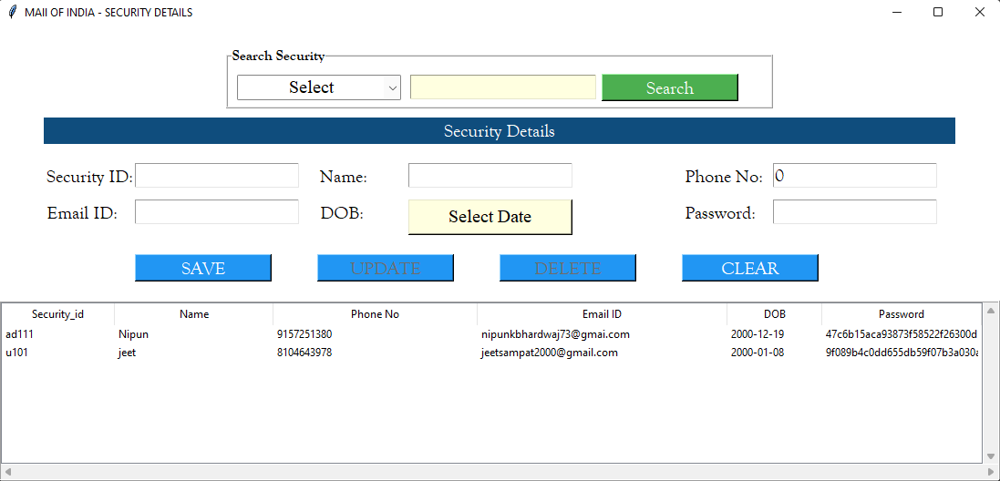 MAll OF INDIA - SECURITY DETAILS
Search Security
Select Search
Security Details
Security ID: Name: Phone No: 0
Email ID: DOB: Select Date Password:
SAVE UPDATE DELETE CLEAR
Security_id Name Phone No Email ID DOB Password
ad111 Nipun 9157251380 nipunkbhardwaj73@gmai.com 2000-12-19 47c6b15aca93873f58522f26300d
u101 jeet 8104643978 jeetsampat2000@gmail.com 2000-01-08 9f089b4c0dd655db59f07b3a030a